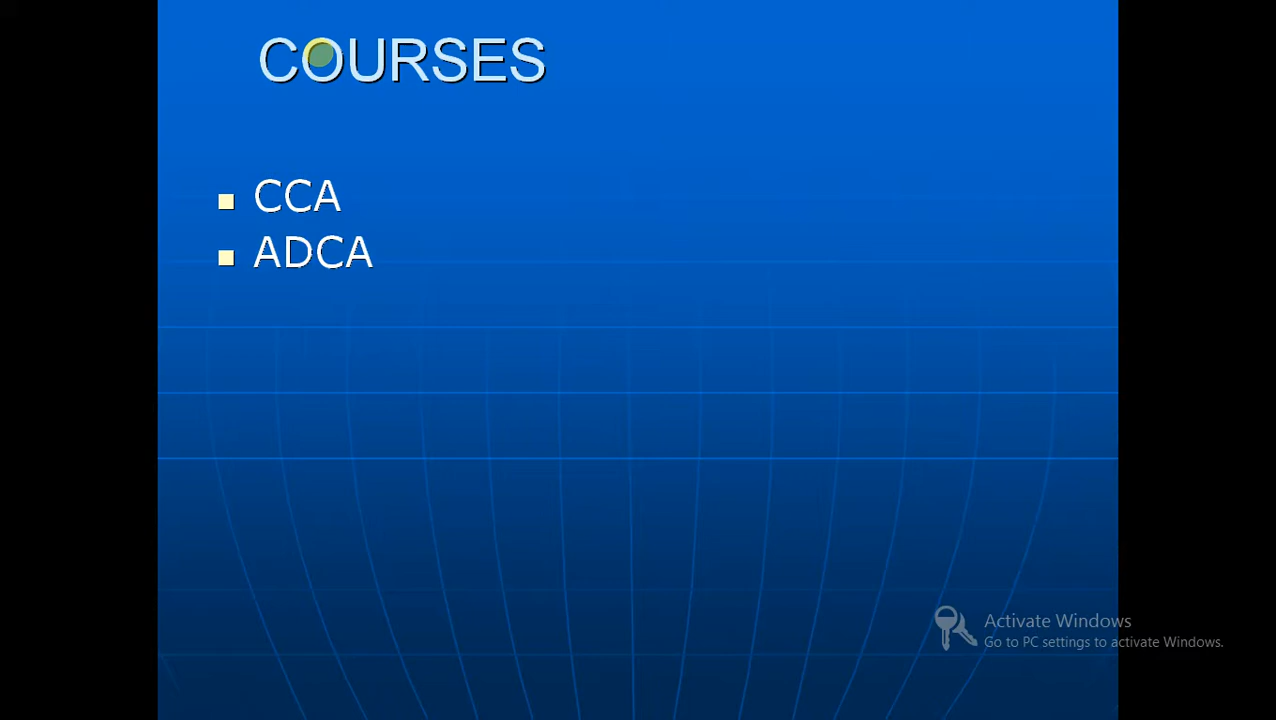 COURSES
CCA
ADCA
Activate Windows
Go to PC settings to activate Windows.